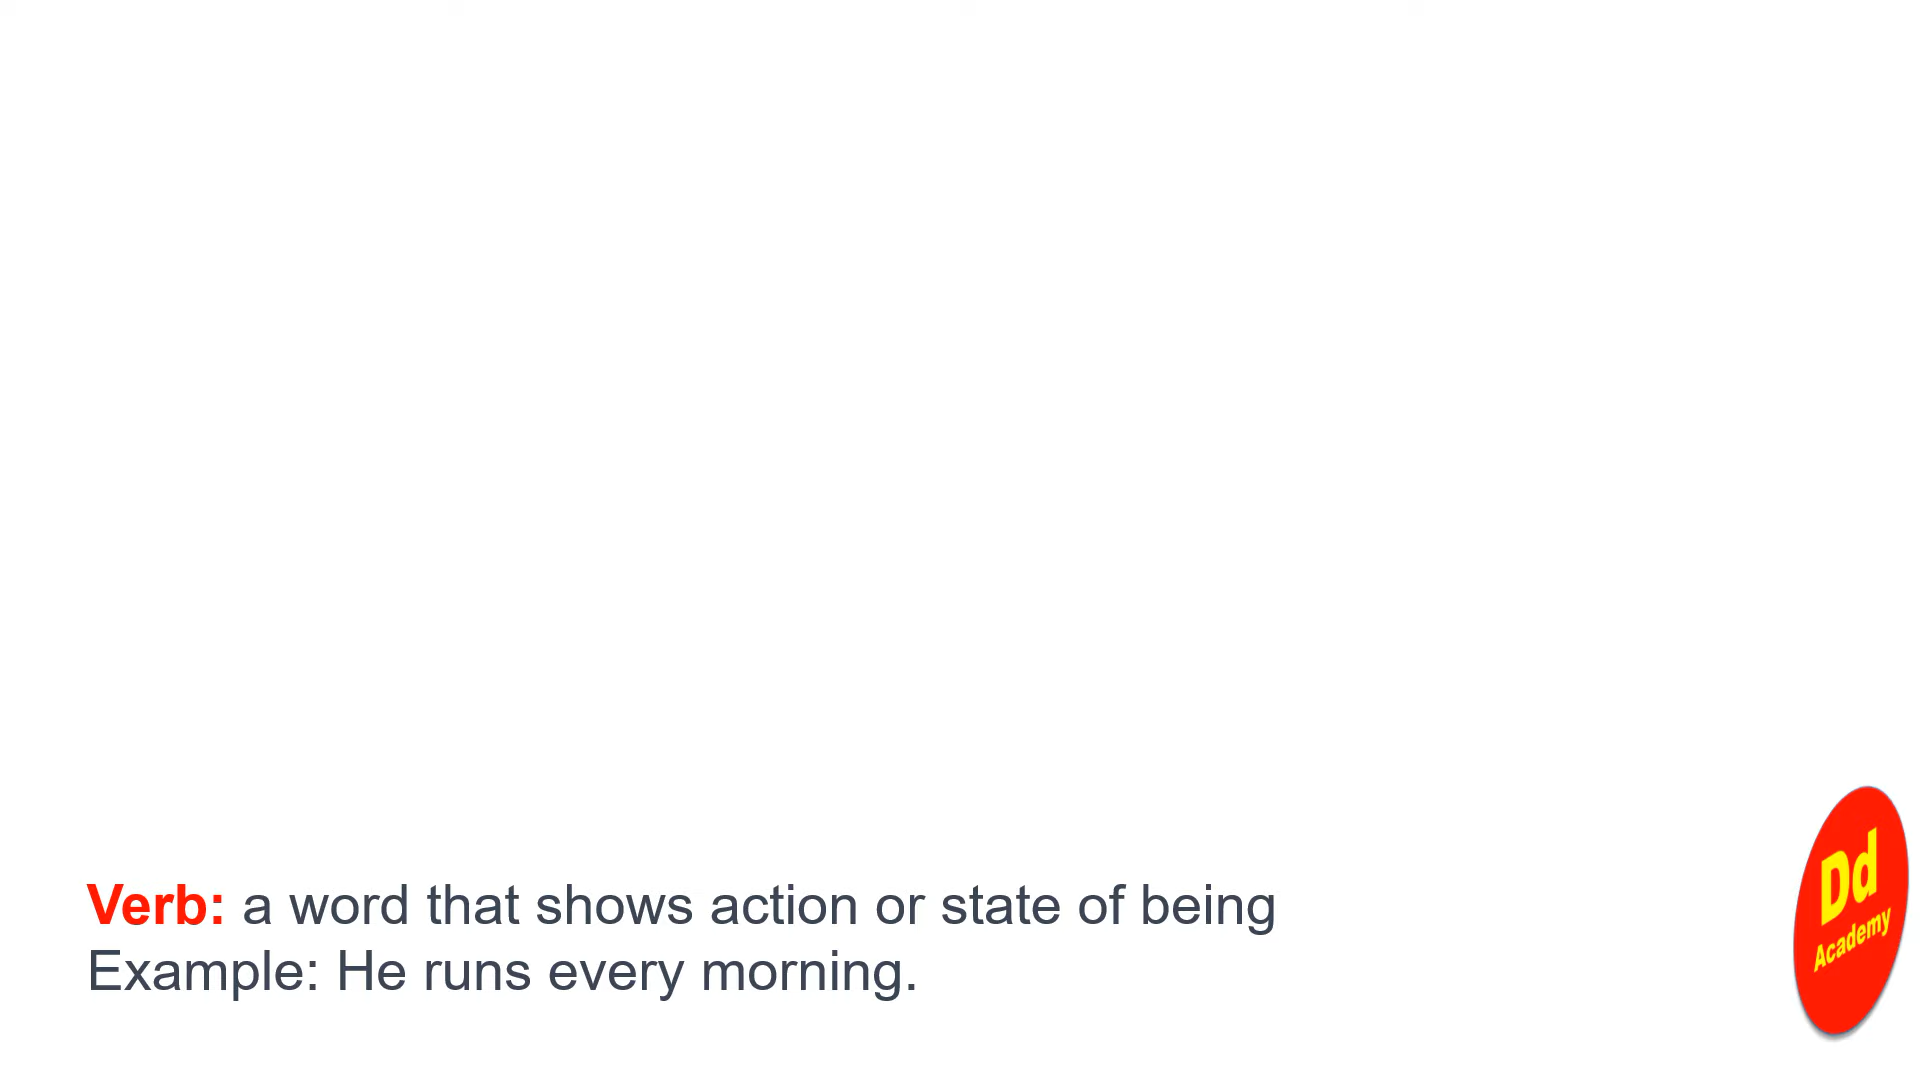 Verb: a word that shows action or state of being
Example: He runs every morning.
Dd
Academy